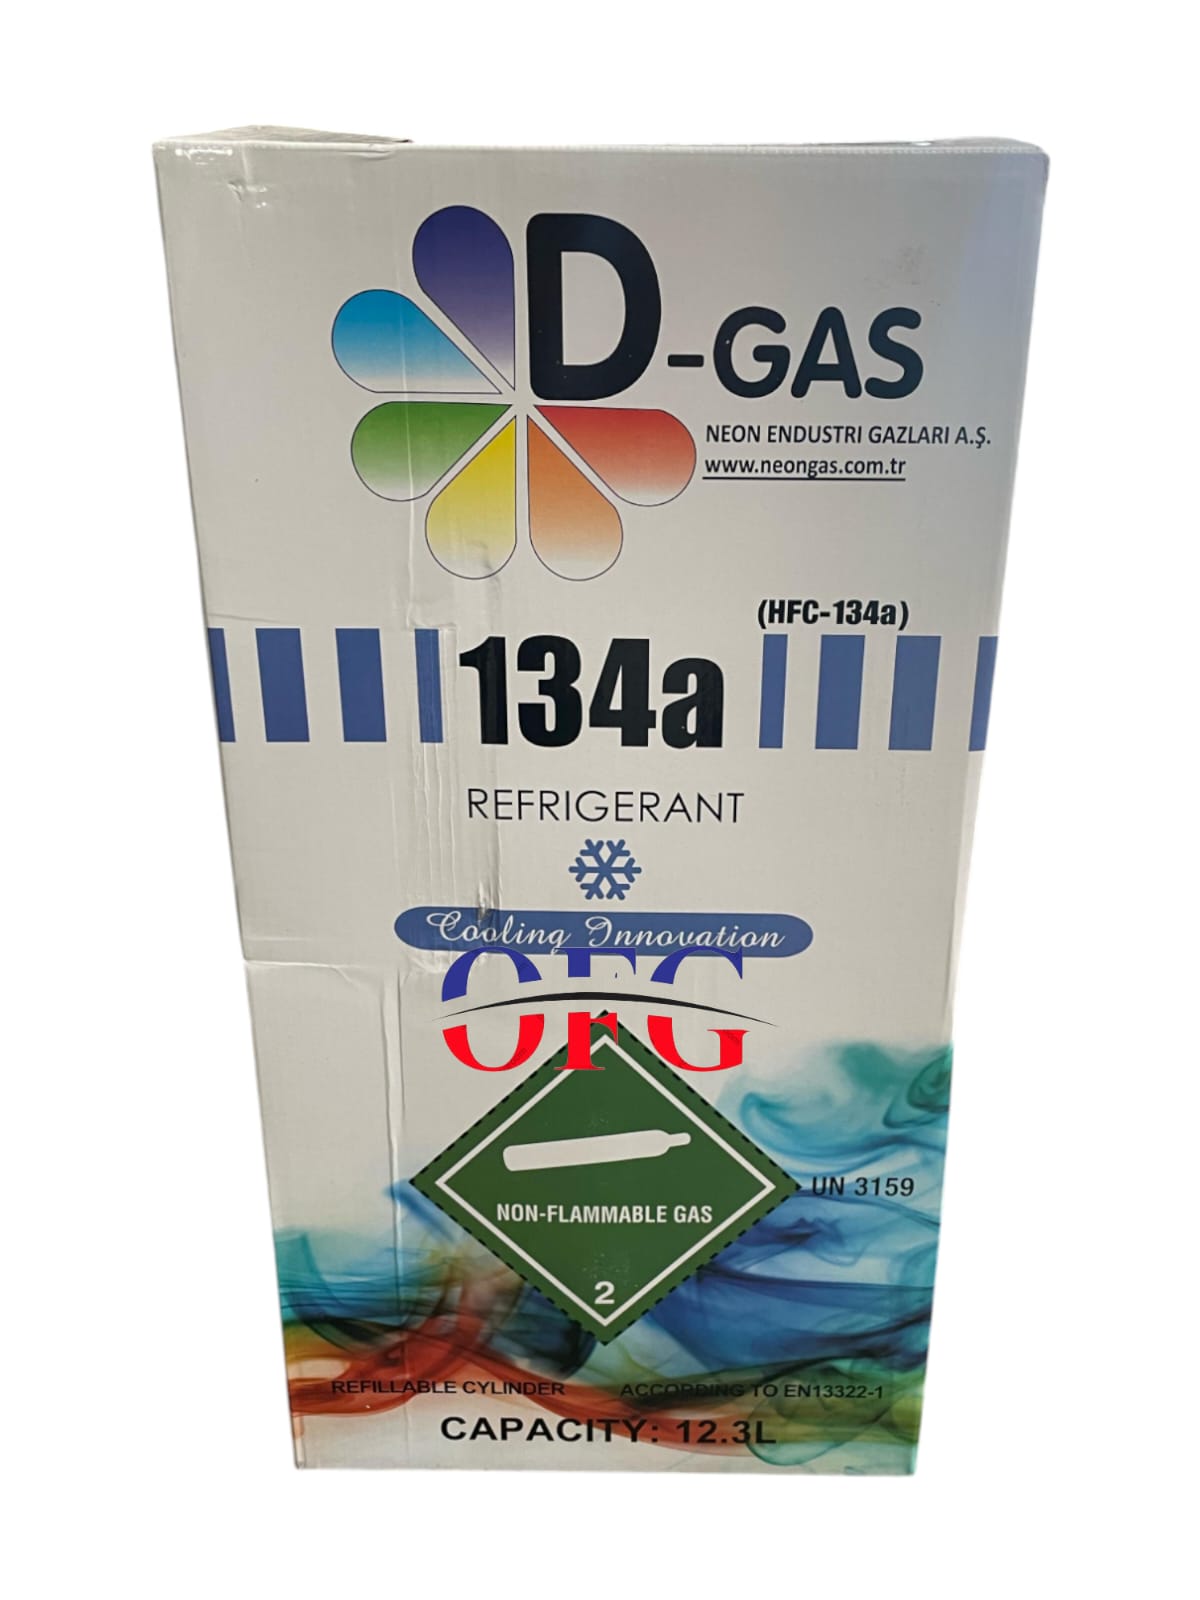 D-GAS
NEON ENDUSTRI GAZLARI A.Ş.
www.neongas.com.tr
(HFC-134a)
134a
REFRIGERANT
Cooling Innovation
OFG
NON-FLAMMABLE GAS
UN 3159
2
REFILLABLE CYLINDER ACCORDING TO EN13322-1
CAPACITY: 12.3L